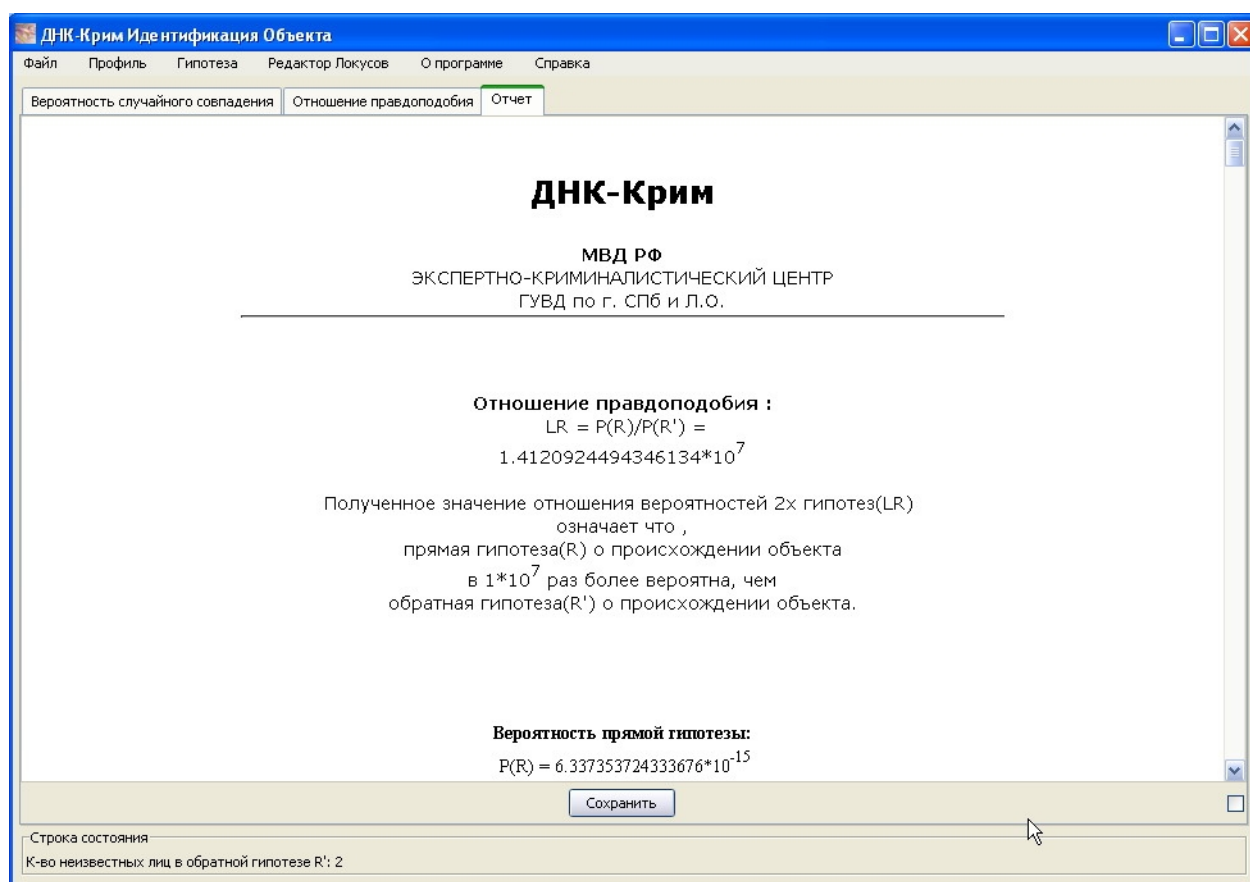 ДНК-Крим Идентификация Объекта
Файл Профиль Гипотеза Редактор Локусов О программе Справка
Вероятность случайного совпадения Отношение правдоподобия Отчет
ДНК-Крим
МВД РФ
ЭКСПЕРТНО-КРИМИНАЛИСТИЧЕСКИЙ ЦЕНТР
ГУВД по г. СПб и Л.О.
Отношение правдоподобия :
LR = P(R)/P(R') =
1.4120924494346134*10^7
Полученное значение отношения вероятностей 2х гипотез(LR)
означает что ,
прямая гипотеза(R) о происхождении объекта
в 1*10^7 раз более вероятна, чем
обратная гипотеза(R') о происхождении объекта.
Вероятность прямой гипотезы:
P(R) = 6.337353724333676*10^-15
Сохранить
Строка состояния
К-во неизвестных лиц в обратной гипотезе R': 2